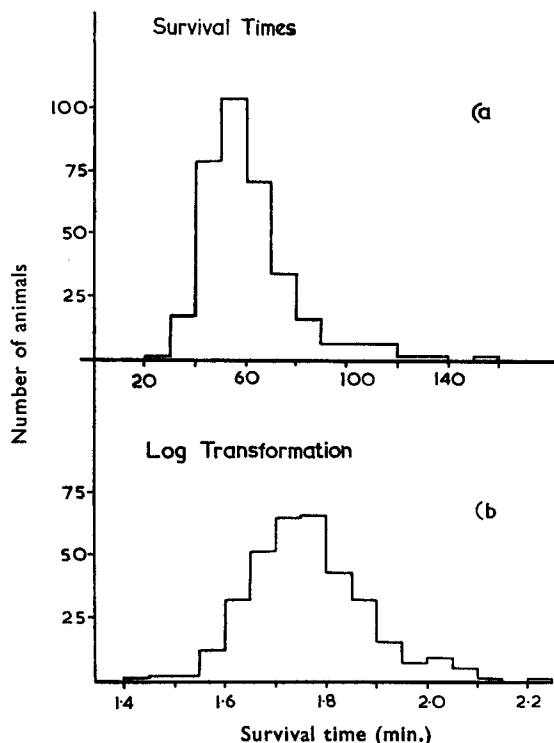 Survival Times
(a
100
75
50
25
20 60 100 140
Number of animals
Log Transformation
(b
75
50
25
1·4 1·6 1·8 2·0 2·2
Survival time (min.)